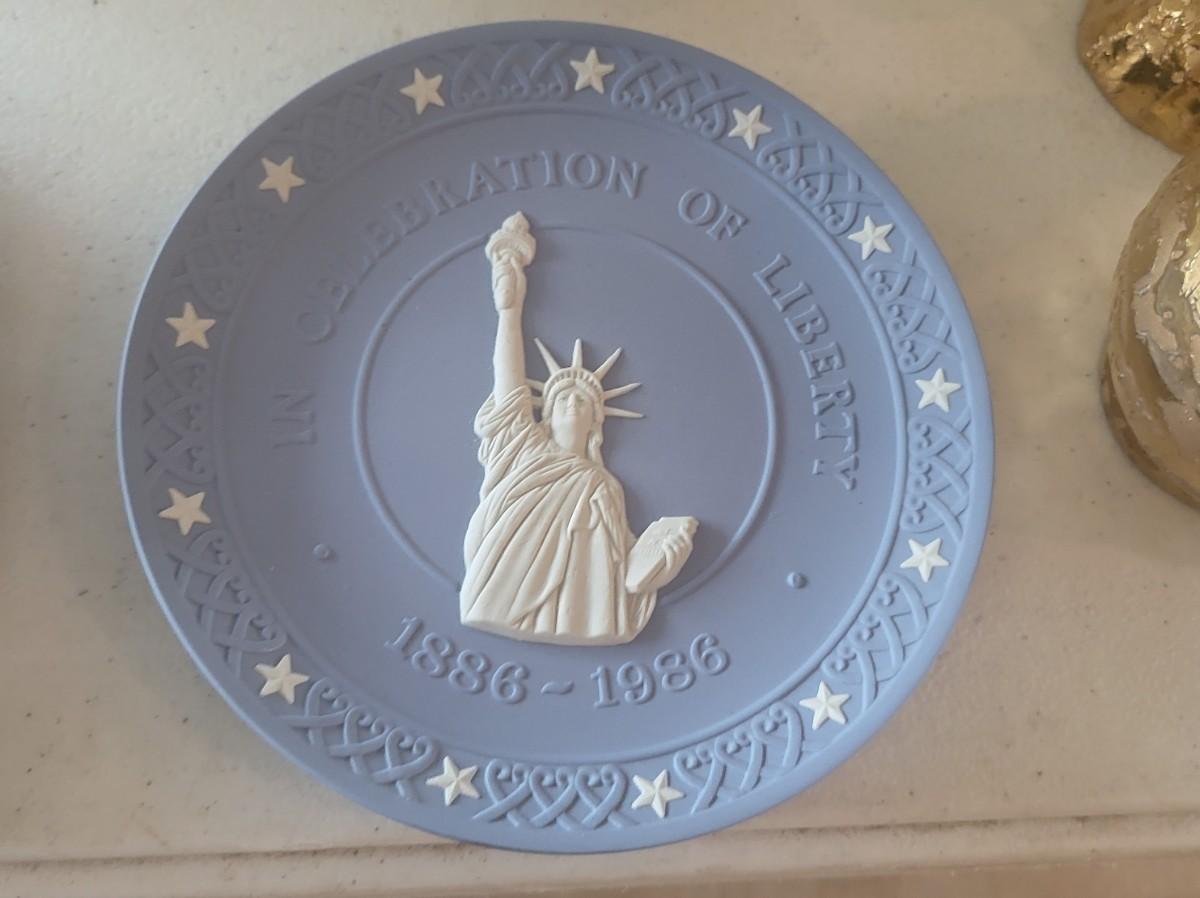 IN CELEBRATION OF LIBERTY
1886 ~ 1986